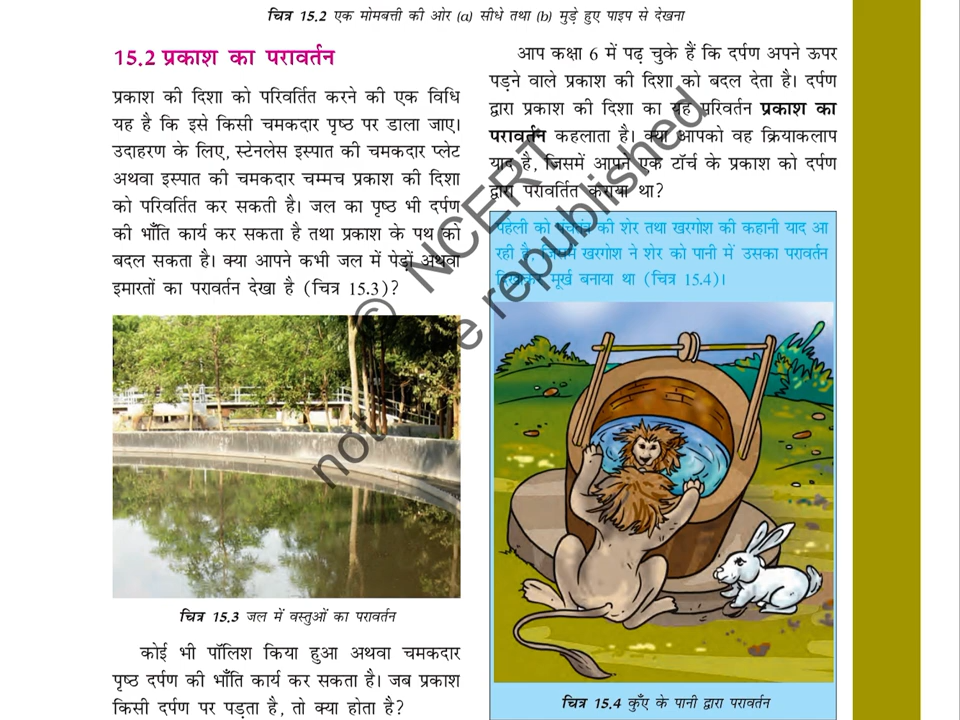 चित्र 15.2 एक मोमबत्ती की ओर (a) सीधे तथा (b) मुड़े हुए पाइप से देखना
15.2 प्रकाश का परावर्तन
प्रकाश की दिशा को परिवर्तित करने की एक विधि
यह है कि इसे किसी चमकदार पृष्ठ पर डाला जाए।
उदाहरण के लिए, स्टेनलेस इस्पात की चमकदार प्लेट
अथवा इस्पात की चमकदार चम्मच प्रकाश की दिशा
को परिवर्तित कर सकती है। जल का पृष्ठ भी दर्पण
की भाँति कार्य कर सकता है तथा प्रकाश के पथ को
बदल सकता है। क्या आपने कभी जल में पेड़ों अथवा
इमारतों का परावर्तन देखा है (चित्र 15.3)?
चित्र 15.3 जल में वस्तुओं का परावर्तन
कोई भी पॉलिश किया हुआ अथवा चमकदार
पृष्ठ दर्पण की भाँति कार्य कर सकता है। जब प्रकाश
किसी दर्पण पर पड़ता है, तो क्या होता है?
आप कक्षा 6 में पढ़ चुके हैं कि दर्पण अपने ऊपर
पड़ने वाले प्रकाश की दिशा को बदल देता है। दर्पण
द्वारा प्रकाश की दिशा का यह परिवर्तन प्रकाश का
परावर्तन कहलाता है। क्या आपको वह क्रियाकलाप
याद है, जिसमें आपने एक टॉर्च के प्रकाश को दर्पण
द्वारा परावर्तित कराया था?
पहेली को पंचतंत्र की शेर तथा खरगोश की कहानी याद आ
रही है, जिसमें खरगोश ने शेर को पानी में उसका परावर्तन
दिखाकर मूर्ख बनाया था (चित्र 15.4)।
चित्र 15.4 कुँए के पानी द्वारा परावर्तन
© NCERT
not e republished